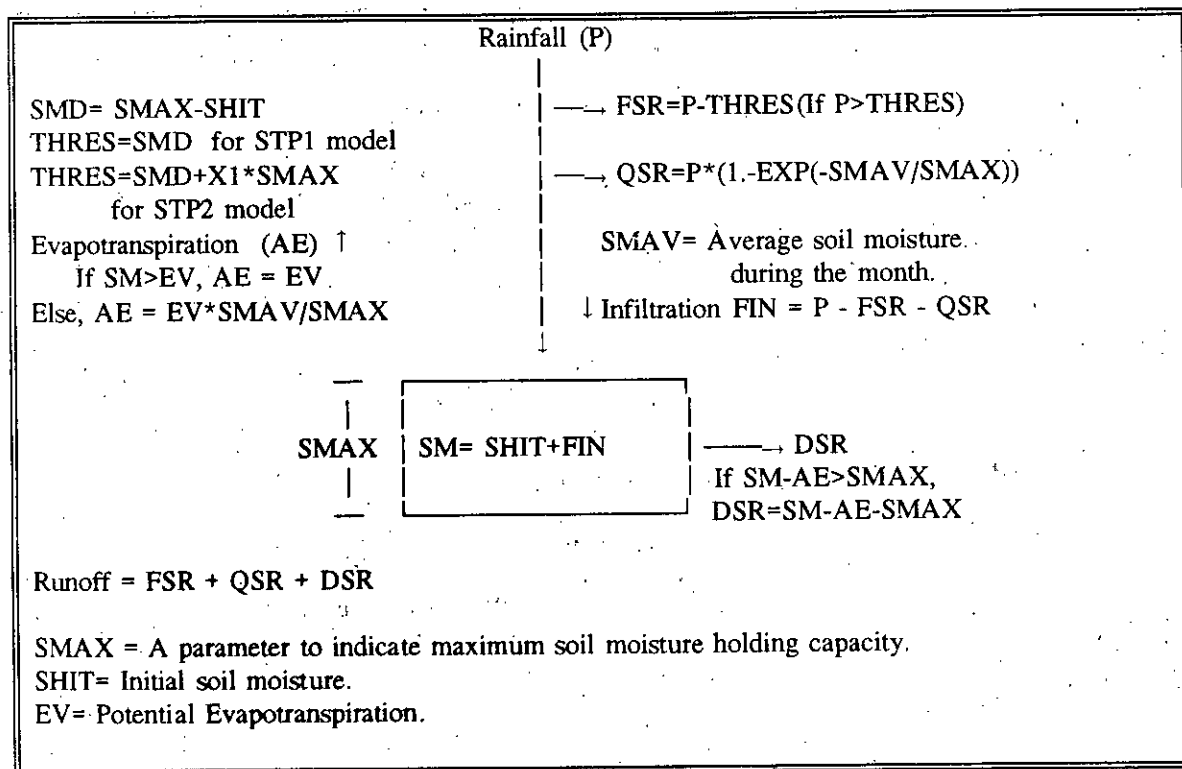 Rainfall (P)
SMD= SMAX-SHIT
THRES=SMD for STP1 model
THRES=SMD+X1*SMAX
for STP2 model
Evapotranspiration (AE) ↑
If SM>EV, AE = EV
Else, AE = EV*SMAV/SMAX
→ FSR=P-THRES(If P>THRES)
→ QSR=P*(1.-EXP(-SMAV/SMAX))
SMAV= Average soil moisture.
during the month.
↓ Infiltration FIN = P - FSR - QSR
SMAX
SM= SHIT+FIN
→ DSR
If SM-AE>SMAX,
DSR=SM-AE-SMAX
Runoff = FSR + QSR + DSR
SMAX = A parameter to indicate maximum soil moisture holding capacity.
SHIT= Initial soil moisture.
EV= Potential Evapotranspiration.